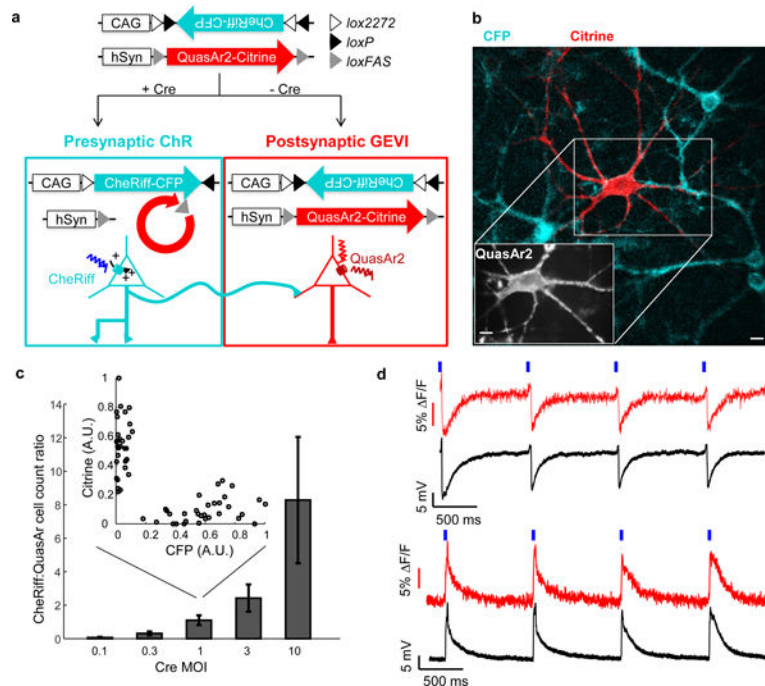 a
CheRiff-CFP
lox2272
loxP
hSyn
QuasAr2-Citrine
loxFAS
+ Cre
- Cre
Presynaptic ChR
Postsynaptic GEVI
CAG
CheRiff-CFP
hSyn
CheRiff
CAG
CheRiff-CFP
hSyn
QuasAr2-Citrine
QuasAr2
b
CFP
Citrine
QuasAr2
c
CheRiff:QuasAr cell count ratio
14
12
10
8
6
4
2
0
0.1
0.3
1
3
10
Cre MOI
Citrine (A.U.)
1
0.8
0.6
0.4
0.2
0
0
0.2
0.4
0.6
0.8
1
CFP (A.U.)
d
5% ΔF/F
5 mV
500 ms
5% ΔF/F
5 mV
500 ms